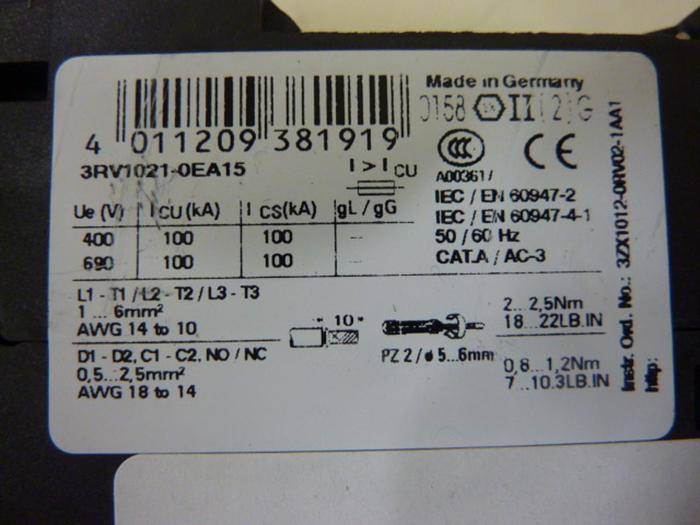 Made in Germany
0158 II (2) G
4 011209 381919
3RV1021-0EA15
I > I CU
CCC
CE
A00361/
IEC / EN 60947-2
IEC / EN 60947-4-1
50 / 60 Hz
CAT.A / AC-3
Ue (V) I CU (kA) I CS(kA) gL / gG
400 100 100 —
690 100 100 —
L1 - T1 / L2 - T2 / L3 - T3
1 ... 6mm²
AWG 14 to 10
10
2...2,5Nm
18...22LB.IN
D1 - D2, C1 - C2, NO / NC
0,5...2,5mm²
AWG 18 to 14
PZ 2 / ø 5...6mm
0,8...1,2Nm
7...10.3LB.IN
Instr. Ord. No.: 3ZX1012-0RV02-1AA1
http: